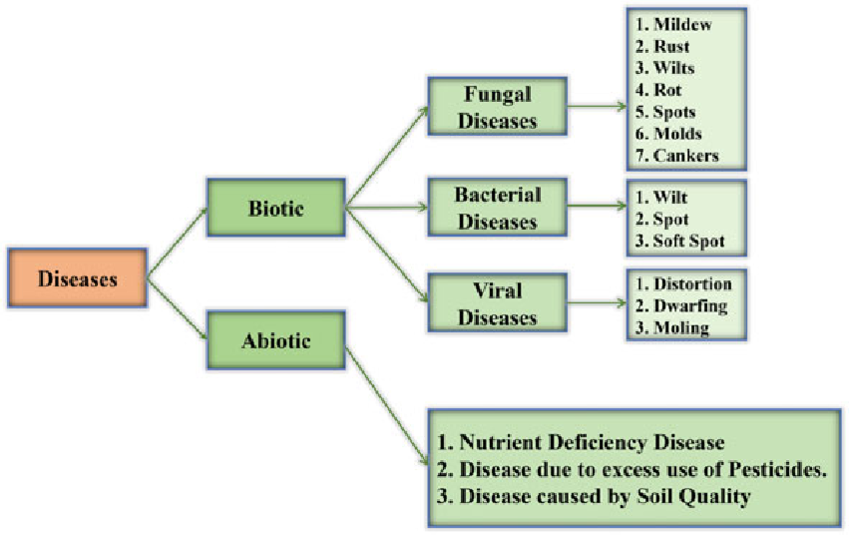 Diseases
Biotic
Abiotic
Fungal
Diseases
1. Mildew
2. Rust
3. Wilts
4. Rot
5. Spots
6. Molds
7. Cankers
Bacterial
Diseases
1. Wilt
2. Spot
3. Soft Spot
Viral
Diseases
1. Distortion
2. Dwarfing
3. Moling
1. Nutrient Deficiency Disease
2. Disease due to excess use of Pesticides.
3. Disease caused by Soil Quality